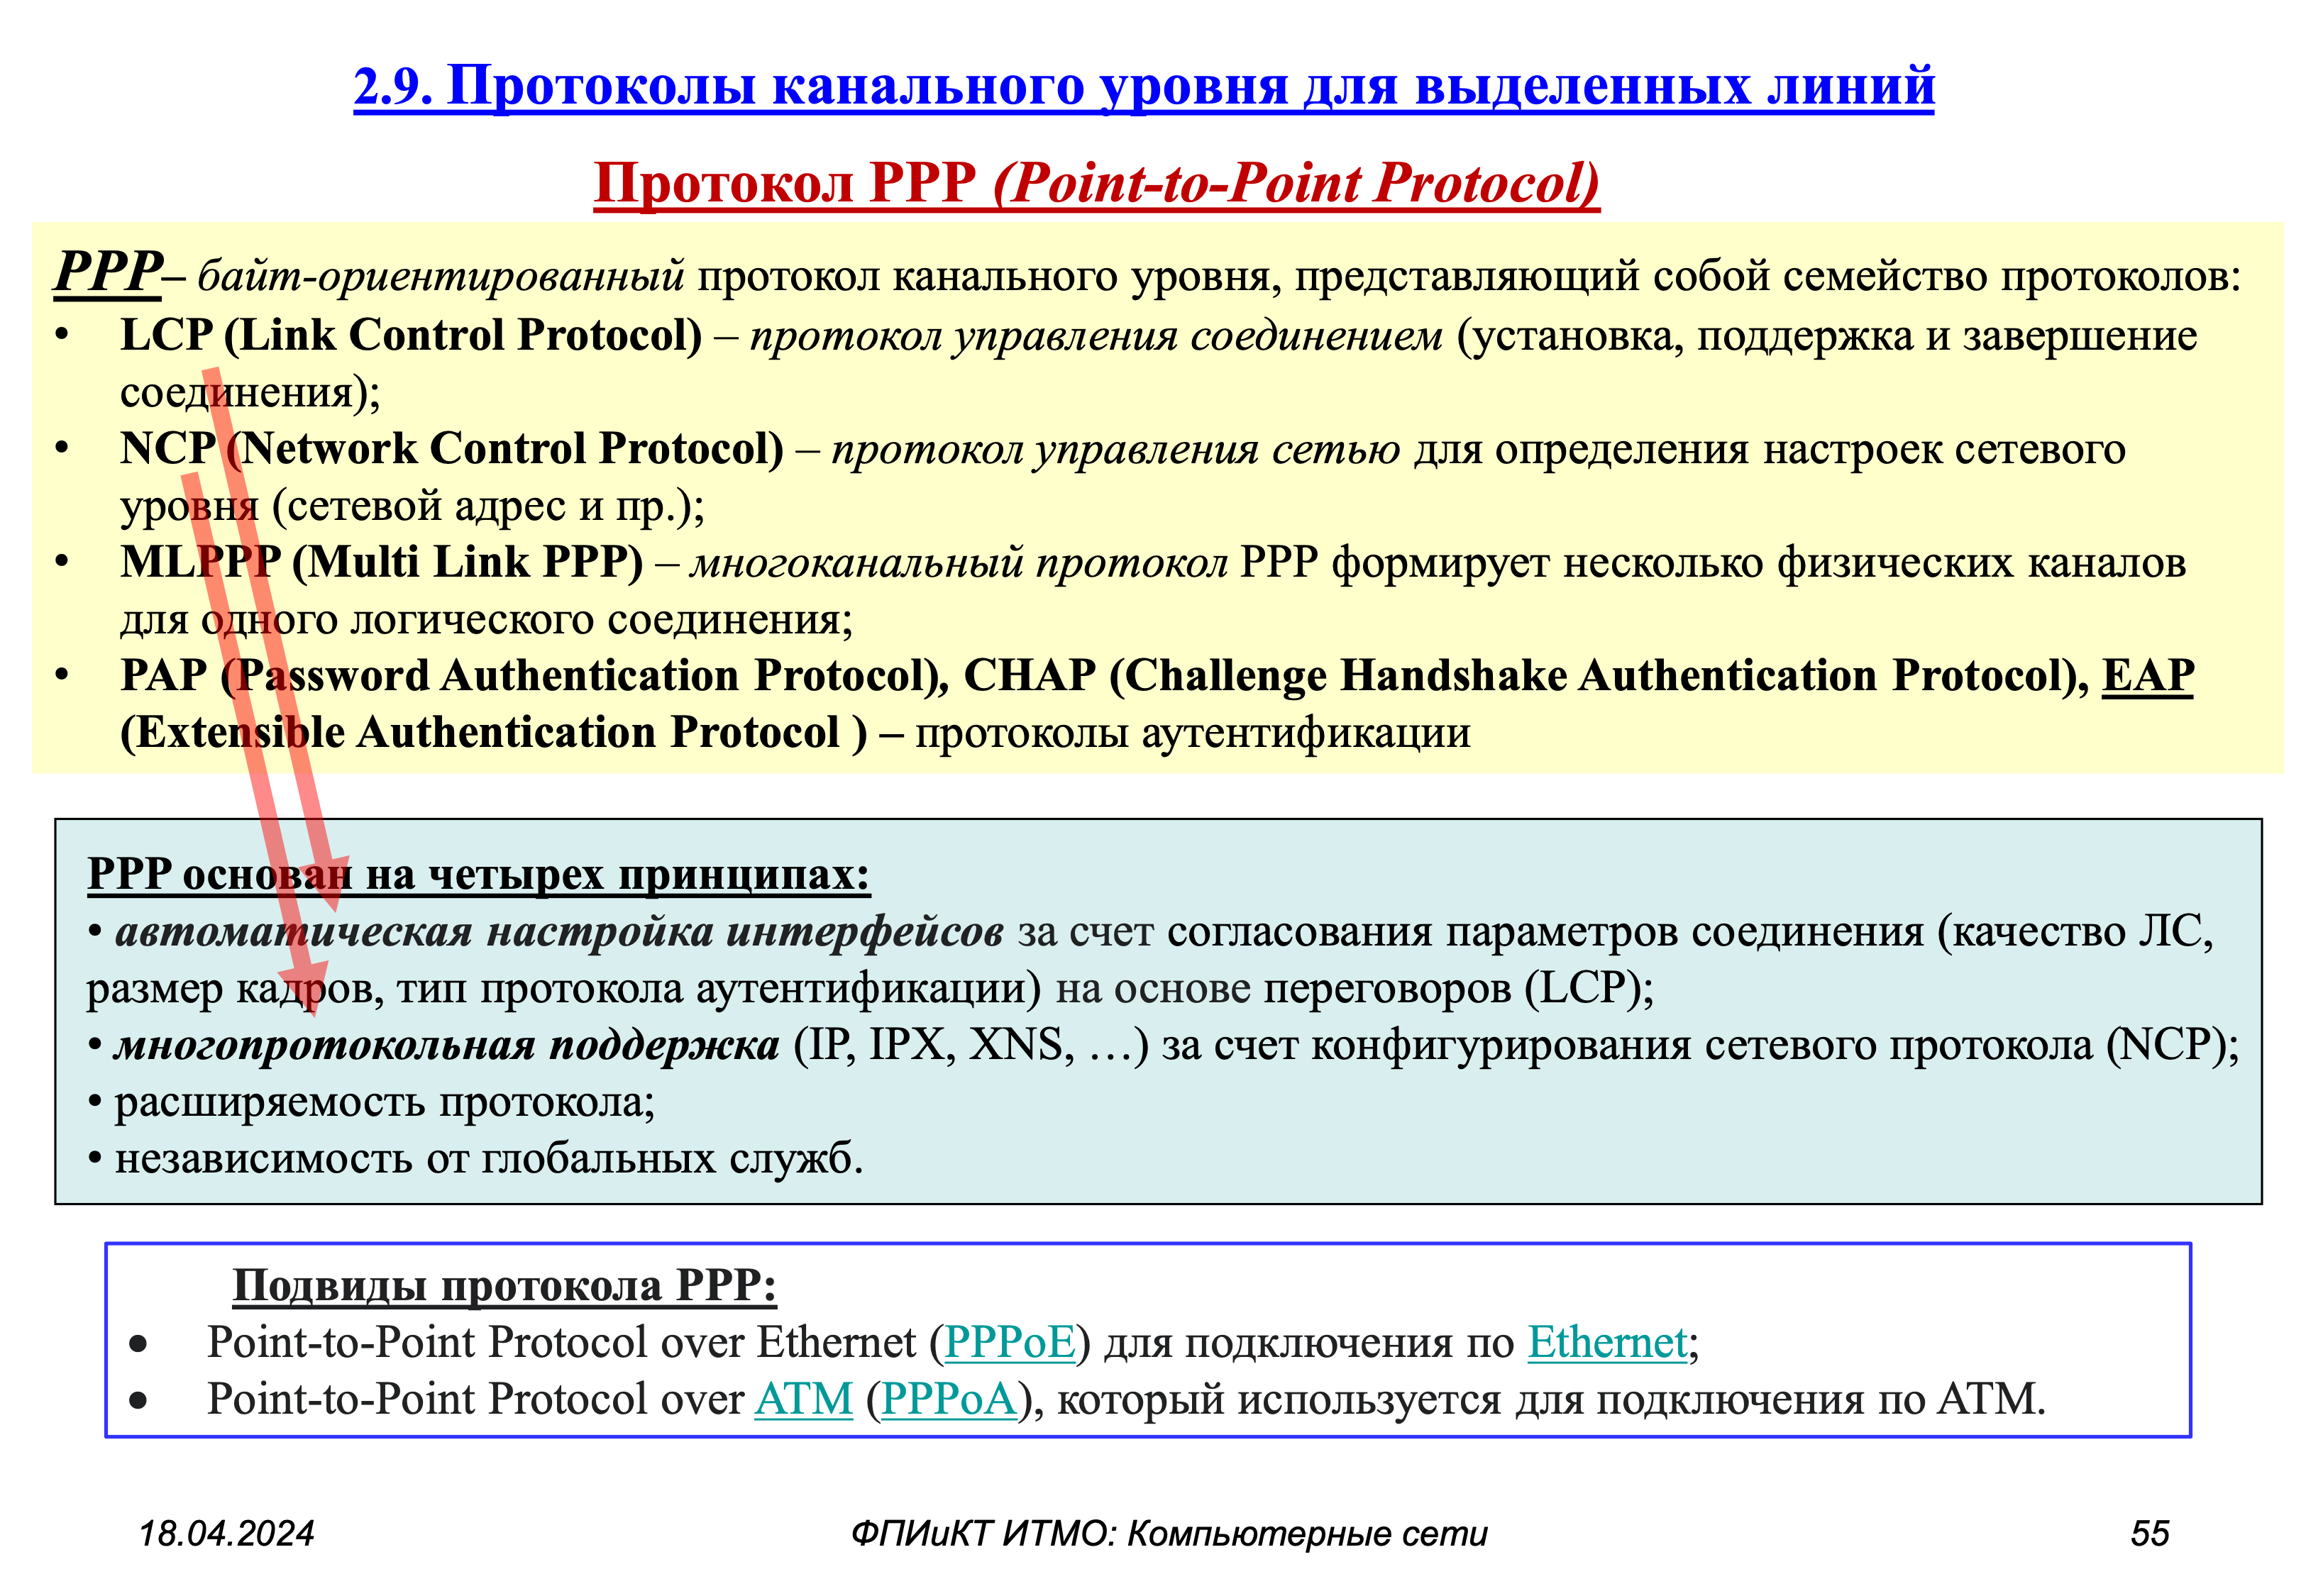 2.9. Протоколы канального уровня для выделенных линий
Протокол PPP (Point-to-Point Protocol)
PPP– байт-ориентированный протокол канального уровня, представляющий собой семейство протоколов:
• LCP (Link Control Protocol) – протокол управления соединением (установка, поддержка и завершение
соединения);
• NCP (Network Control Protocol) – протокол управления сетью для определения настроек сетевого
уровня (сетевой адрес и пр.);
• MLPPP (Multi Link PPP) – многоканальный протокол PPP формирует несколько физических каналов
для одного логического соединения;
• PAP (Password Authentication Protocol), CHAP (Challenge Handshake Authentication Protocol), EAP
(Extensible Authentication Protocol ) – протоколы аутентификации
PPP основан на четырех принципах:
• автоматическая настройка интерфейсов за счет согласования параметров соединения (качество ЛС,
размер кадров, тип протокола аутентификации) на основе переговоров (LCP);
• многопротокольная поддержка (IP, IPX, XNS, …) за счет конфигурирования сетевого протокола (NCP);
• расширяемость протокола;
• независимость от глобальных служб.
Подвиды протокола PPP:
• Point-to-Point Protocol over Ethernet (PPPoE) для подключения по Ethernet;
• Point-to-Point Protocol over ATM (PPPoA), который используется для подключения по ATM.
18.04.2024 ФПИиКТ ИТМО: Компьютерные сети 55